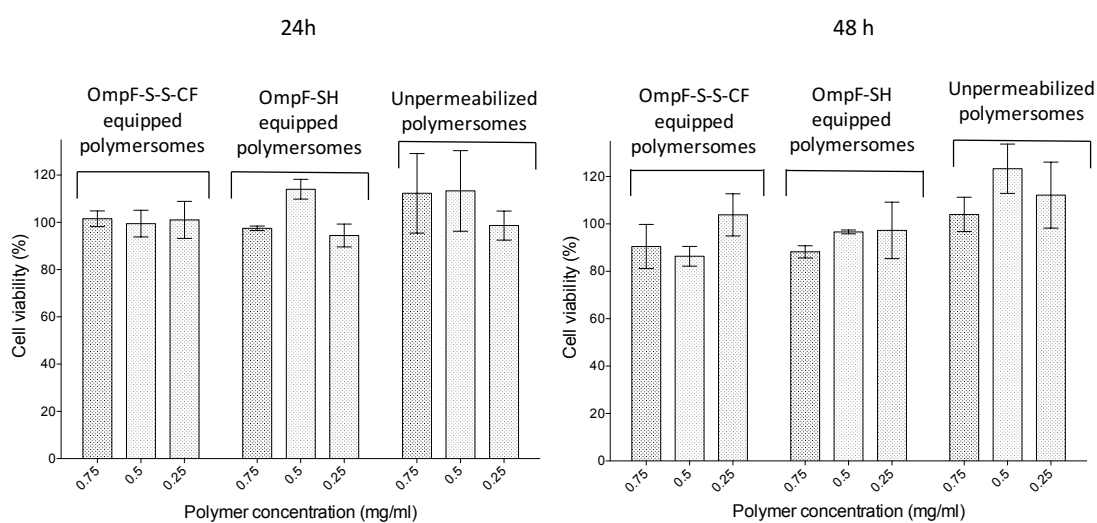 24h
OmpF-S-S-CF
equipped
polymersomes
OmpF-SH
equipped
polymersomes
Unpermeabilized
polymersomes
120
100
80
60
40
20
0
Cell viability (%)
0.75
0.5
0.25
0.75
0.5
0.25
0.75
0.5
0.25
Polymer concentration (mg/ml)
48 h
OmpF-S-S-CF
equipped
polymersomes
OmpF-SH
equipped
polymersomes
Unpermeabilized
polymersomes
120
100
80
60
40
20
0
Cell viability (%)
0.75
0.5
0.25
0.75
0.5
0.25
0.75
0.5
0.25
Polymer concentration (mg/ml)